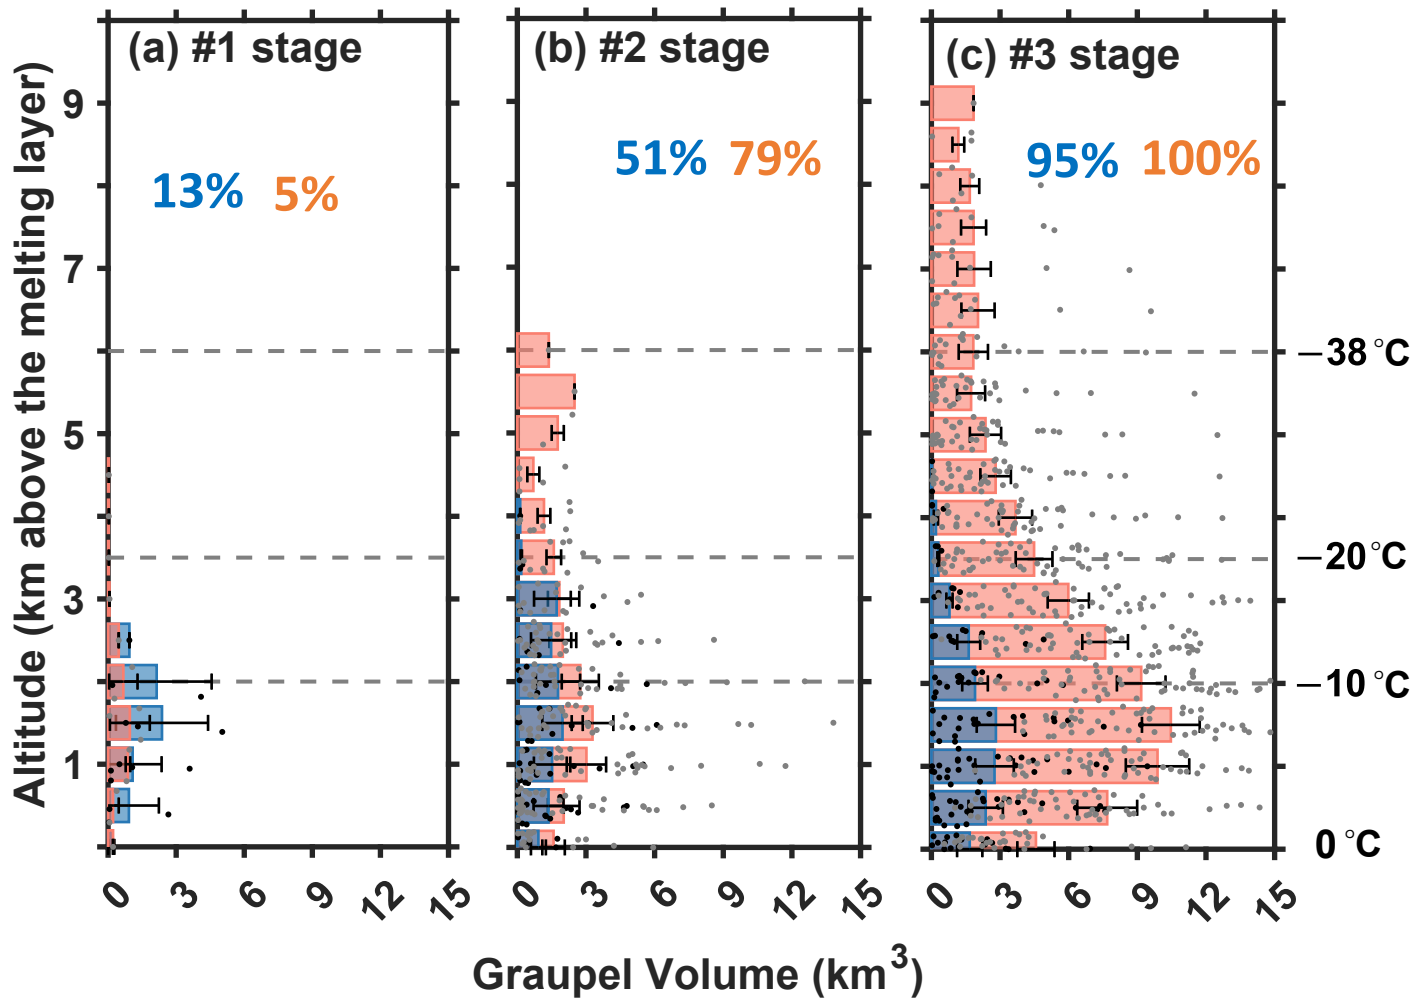 (a) #1 stage
(b) #2 stage
(c) #3 stage
13% 5%
51% 79%
95% 100%
Altitude (km above the melting layer)
9
7
5
3
1
−38 °C
−20 °C
−10 °C
0 °C
0 3 6 9 12 15
0 3 6 9 12 15
0 3 6 9 12 15
Graupel Volume (km³)